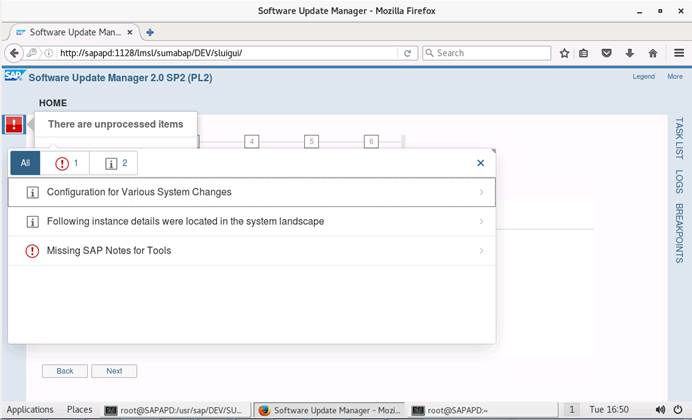 Software Update Manager - Mozilla Firefox
SAP Software Update Man...
http://sapapd:1128/lmsl/sumabap/DEV/sluigui/
Search
SAP Software Update Manager 2.0 SP2 (PL2)
Legend More
HOME
There are unprocessed items
4 5 6
All 1 2
Configuration for Various System Changes
Following instance details were located in the system landscape
Missing SAP Notes for Tools
TASK LIST
LOGS
BREAKPOINTS
Back Next
Applications Places root@SAPAPD:/usr/sap/DEV/SU... Software Update Manager - Mozi... root@SAPAPD:~ 1 Tue 16:50